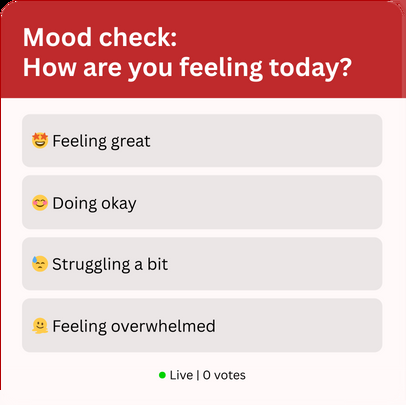 Mood check:
How are you feeling today?
🤩 Feeling great
😊 Doing okay
😓 Struggling a bit
🫠 Feeling overwhelmed
Live | 0 votes